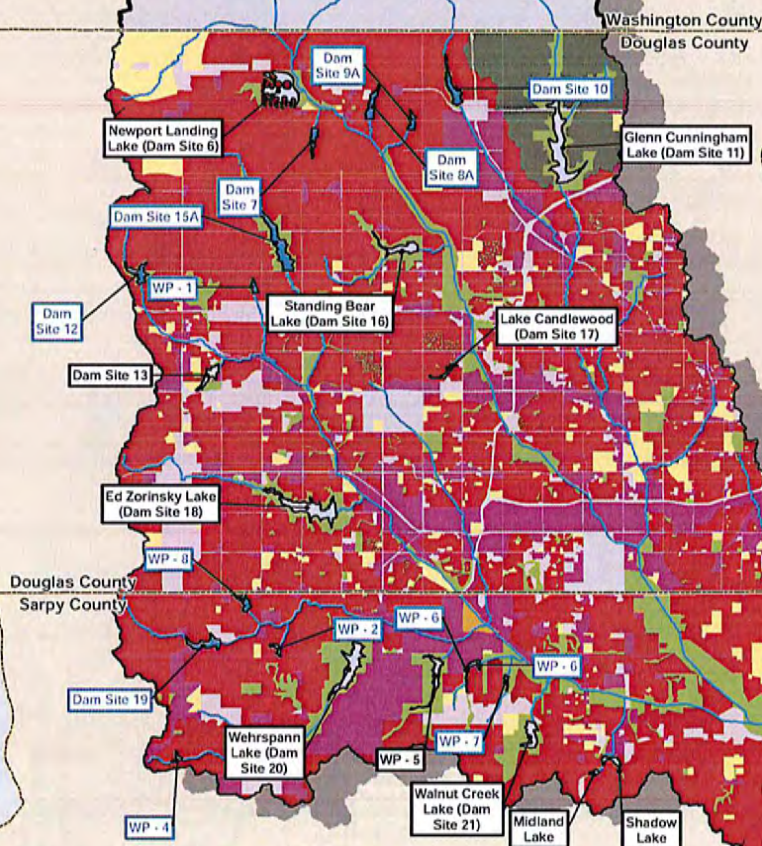 Washington County
Douglas County
Dam
Site 9A
Dam Site 10
Newport Landing
Lake (Dam Site 6)
Glenn Cunningham
Lake (Dam Site 11)
Dam
Site 8A
Dam
Site 7
Dam Site 15A
WP - 1
Dam
Site 12
Standing Bear
Lake (Dam Site 16)
Lake Candlewood
(Dam Site 17)
Dam Site 13
Ed Zorinsky Lake
(Dam Site 18)
WP - 8
Douglas County
Sarpy County
WP - 2
WP - 6
WP - 6
Dam Site 19
Wehrspann
Lake (Dam
Site 20)
WP - 7
WP - 5
Walnut Creek
Lake (Dam
Site 21)
Midland
Lake
Shadow
Lake
WP - 4